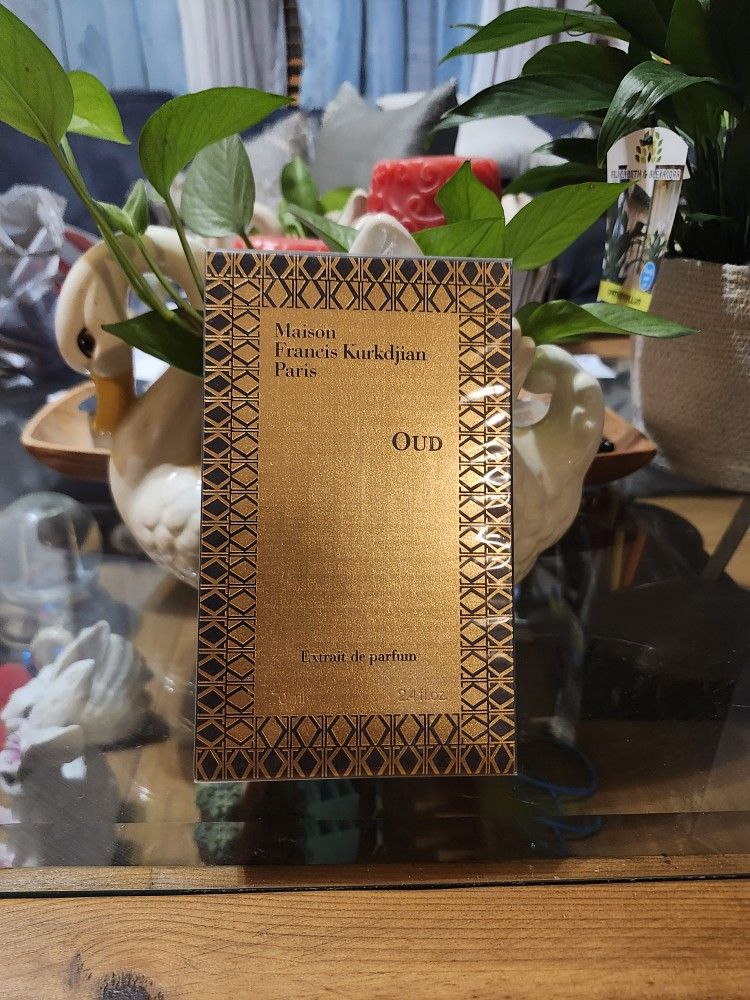 Maison
Francis Kurkdjian
Paris
OUD
Extrait de parfum
2.4 fl.oz